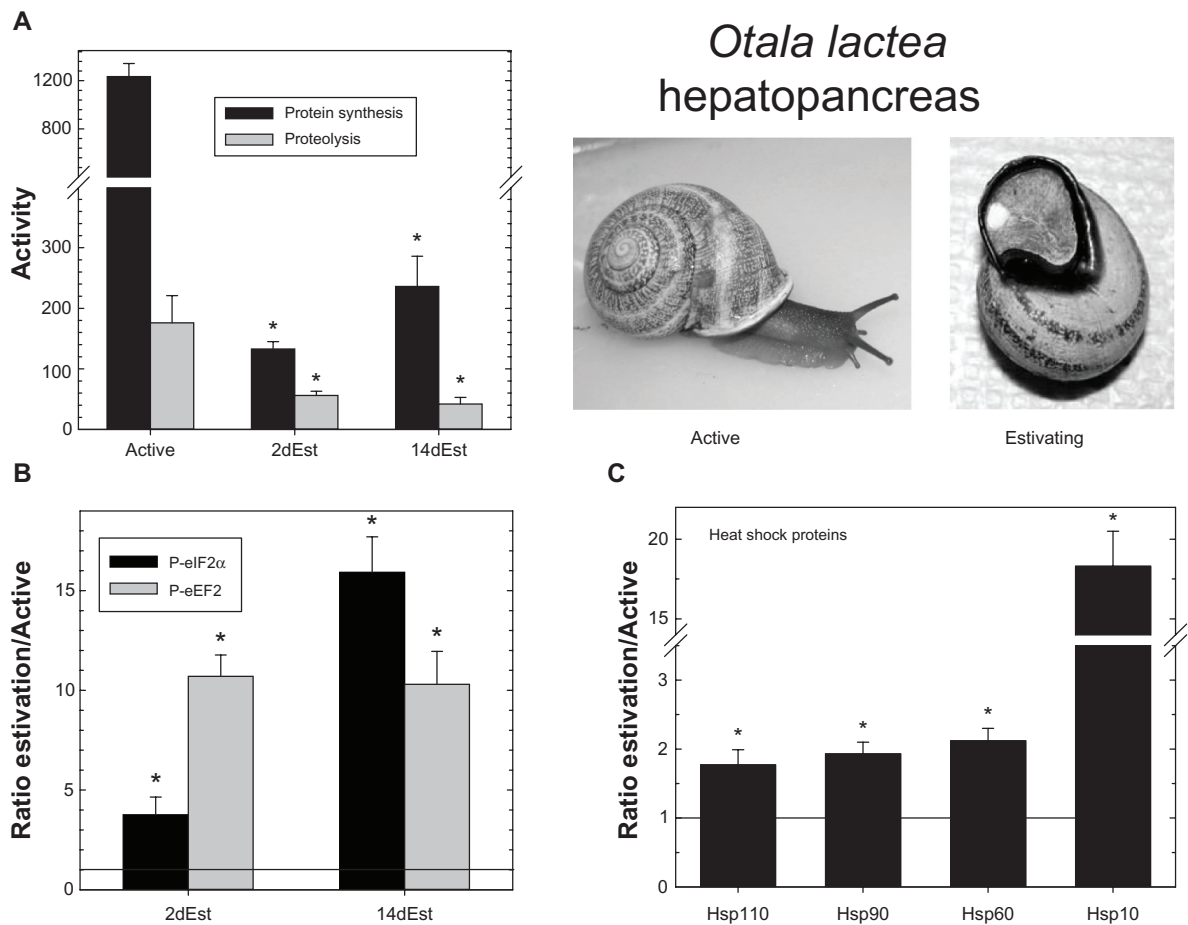 A
Otala lactea
hepatopancreas
Activity
1200
800
300
200
100
0
Protein synthesis
Proteolysis
*
*
*
*
Active
2dEst
14dEst
Active
Estivating
B
Ratio estivation/Active
15
10
5
0
P-eIF2α
P-eEF2
*
*
*
*
2dEst
14dEst
C
Ratio estivation/Active
20
15
3
2
1
0
Heat shock proteins
*
*
*
*
Hsp110
Hsp90
Hsp60
Hsp10